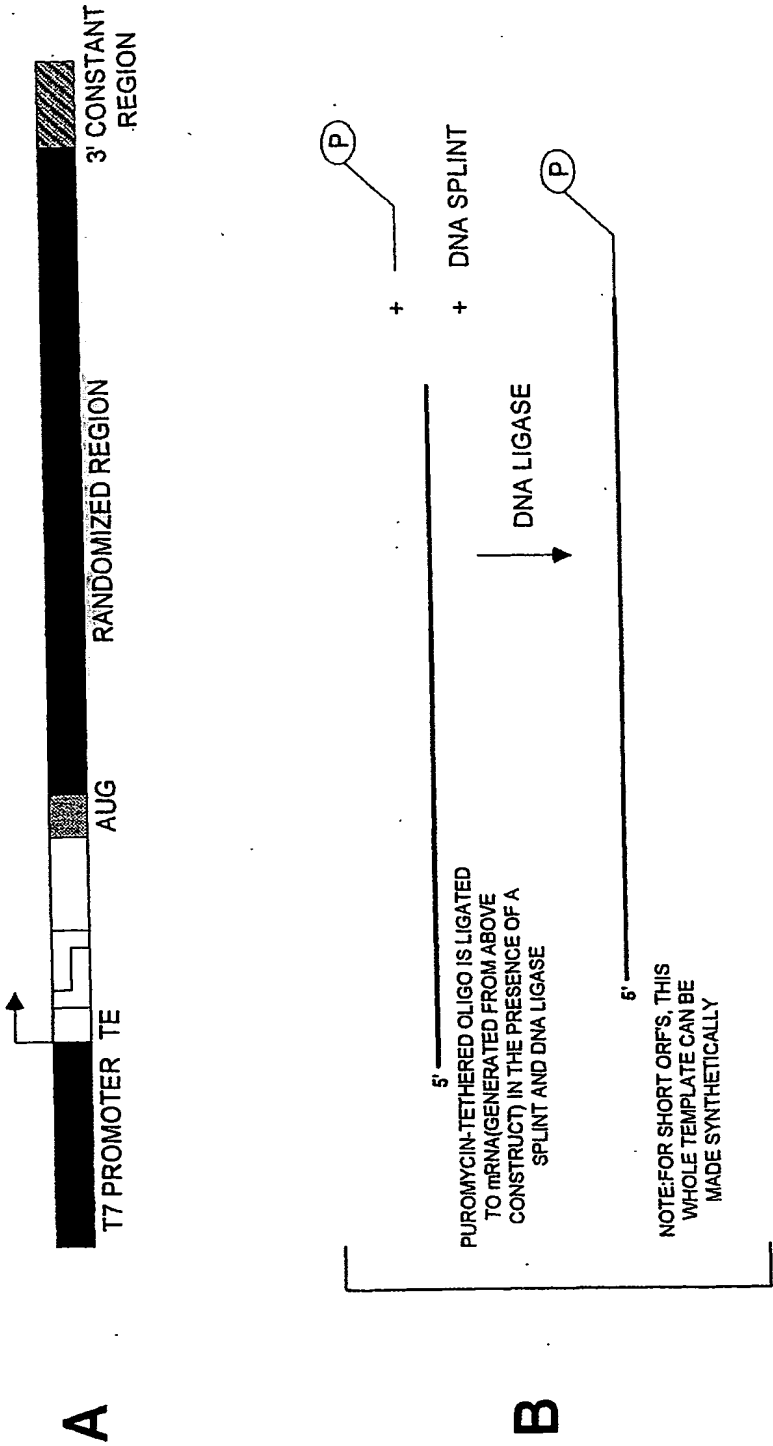 A
T7 PROMOTER
TE
AUG
RANDOMIZED REGION
3' CONSTANT
REGION
B
5'
+
P
+
DNA SPLINT
PUROMYCIN-TETHERED OLIGO IS LIGATED
TO mRNA(GENERATED FROM ABOVE
CONSTRUCT) IN THE PRESENCE OF A
SPLINT AND DNA LIGASE
DNA LIGASE
5'
P
NOTE:FOR SHORT ORF'S, THIS
WHOLE TEMPLATE CAN BE
MADE SYNTHETICALLY